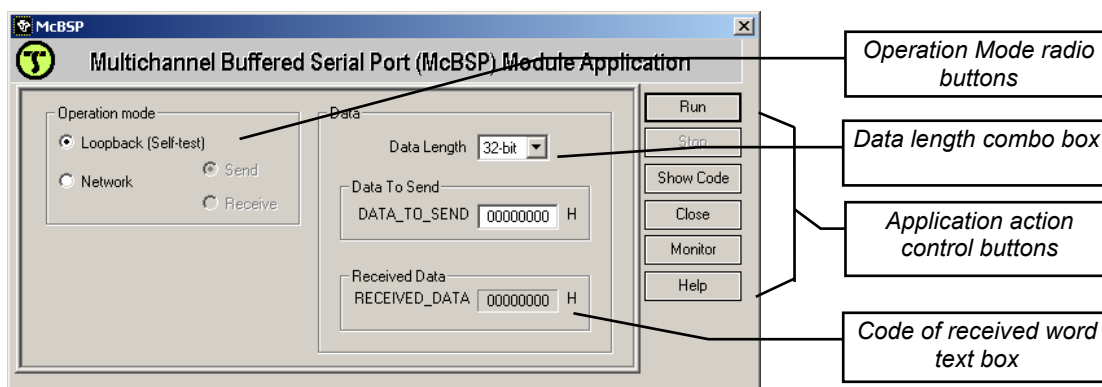 McBSP
Multichannel Buffered Serial Port (McBSP) Module Application
Operation mode
Loopback (Self-test)
Send
Network
Receive
Data
Data Length 32-bit
Data To Send
DATA_TO_SEND 00000000 H
Received Data
RECEIVED_DATA 00000000 H
Run
Stop
Show Code
Close
Monitor
Help
Operation Mode radio
buttons
Data length combo box
Application action
control buttons
Code of received word
text box